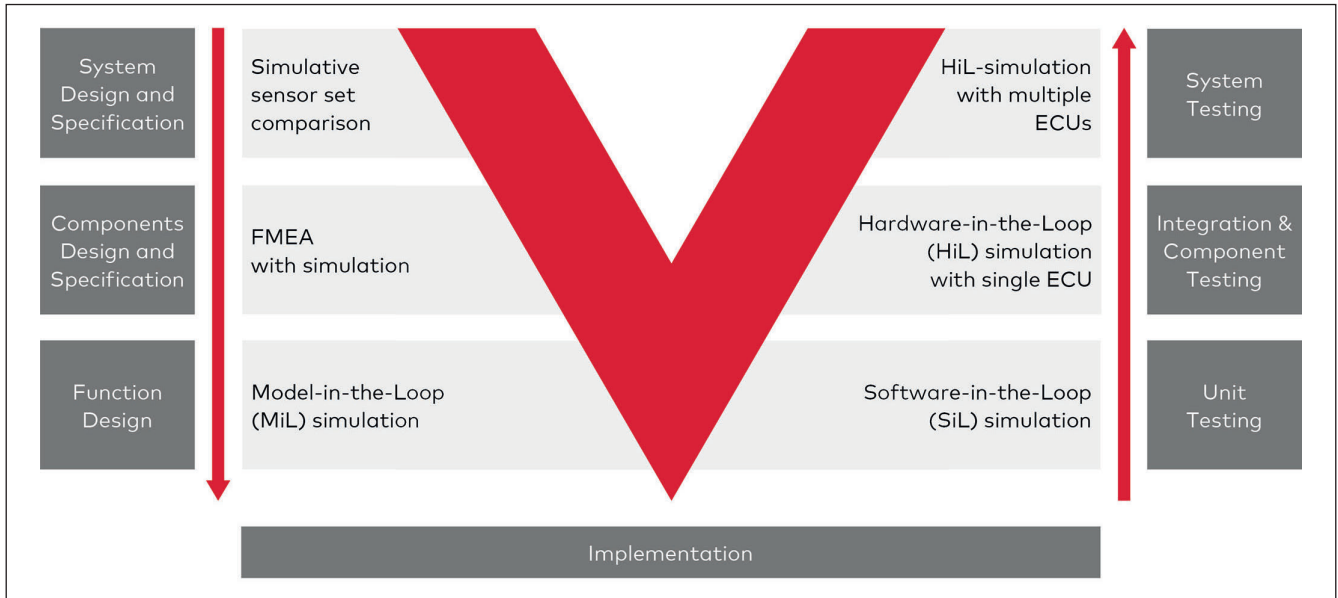 System
Design and
Specification
Simulative
sensor set
comparison
HiL-simulation
with multiple
ECUs
System
Testing
Components
Design and
Specification
FMEA
with simulation
Hardware-in-the-Loop
(HiL) simulation
with single ECU
Integration &
Component
Testing
Function
Design
Model-in-the-Loop
(MiL) simulation
Software-in-the-Loop
(SiL) simulation
Unit
Testing
Implementation